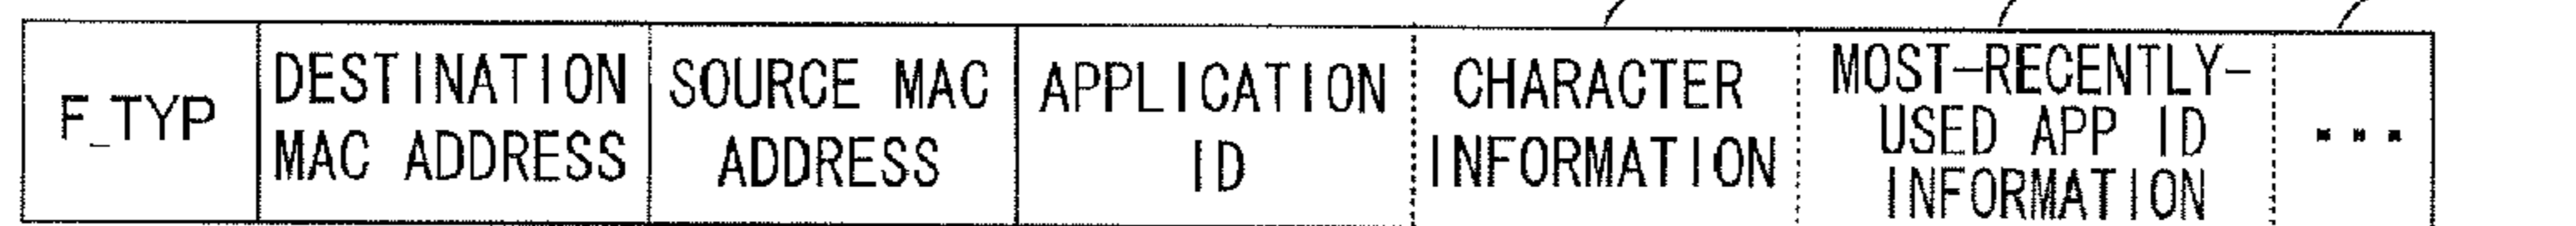 F_TYP
DESTINATION
MAC ADDRESS
SOURCE MAC
ADDRESS
APPLICATION
ID
CHARACTER
INFORMATION
MOST-RECENTLY-
USED APP ID
INFORMATION
...